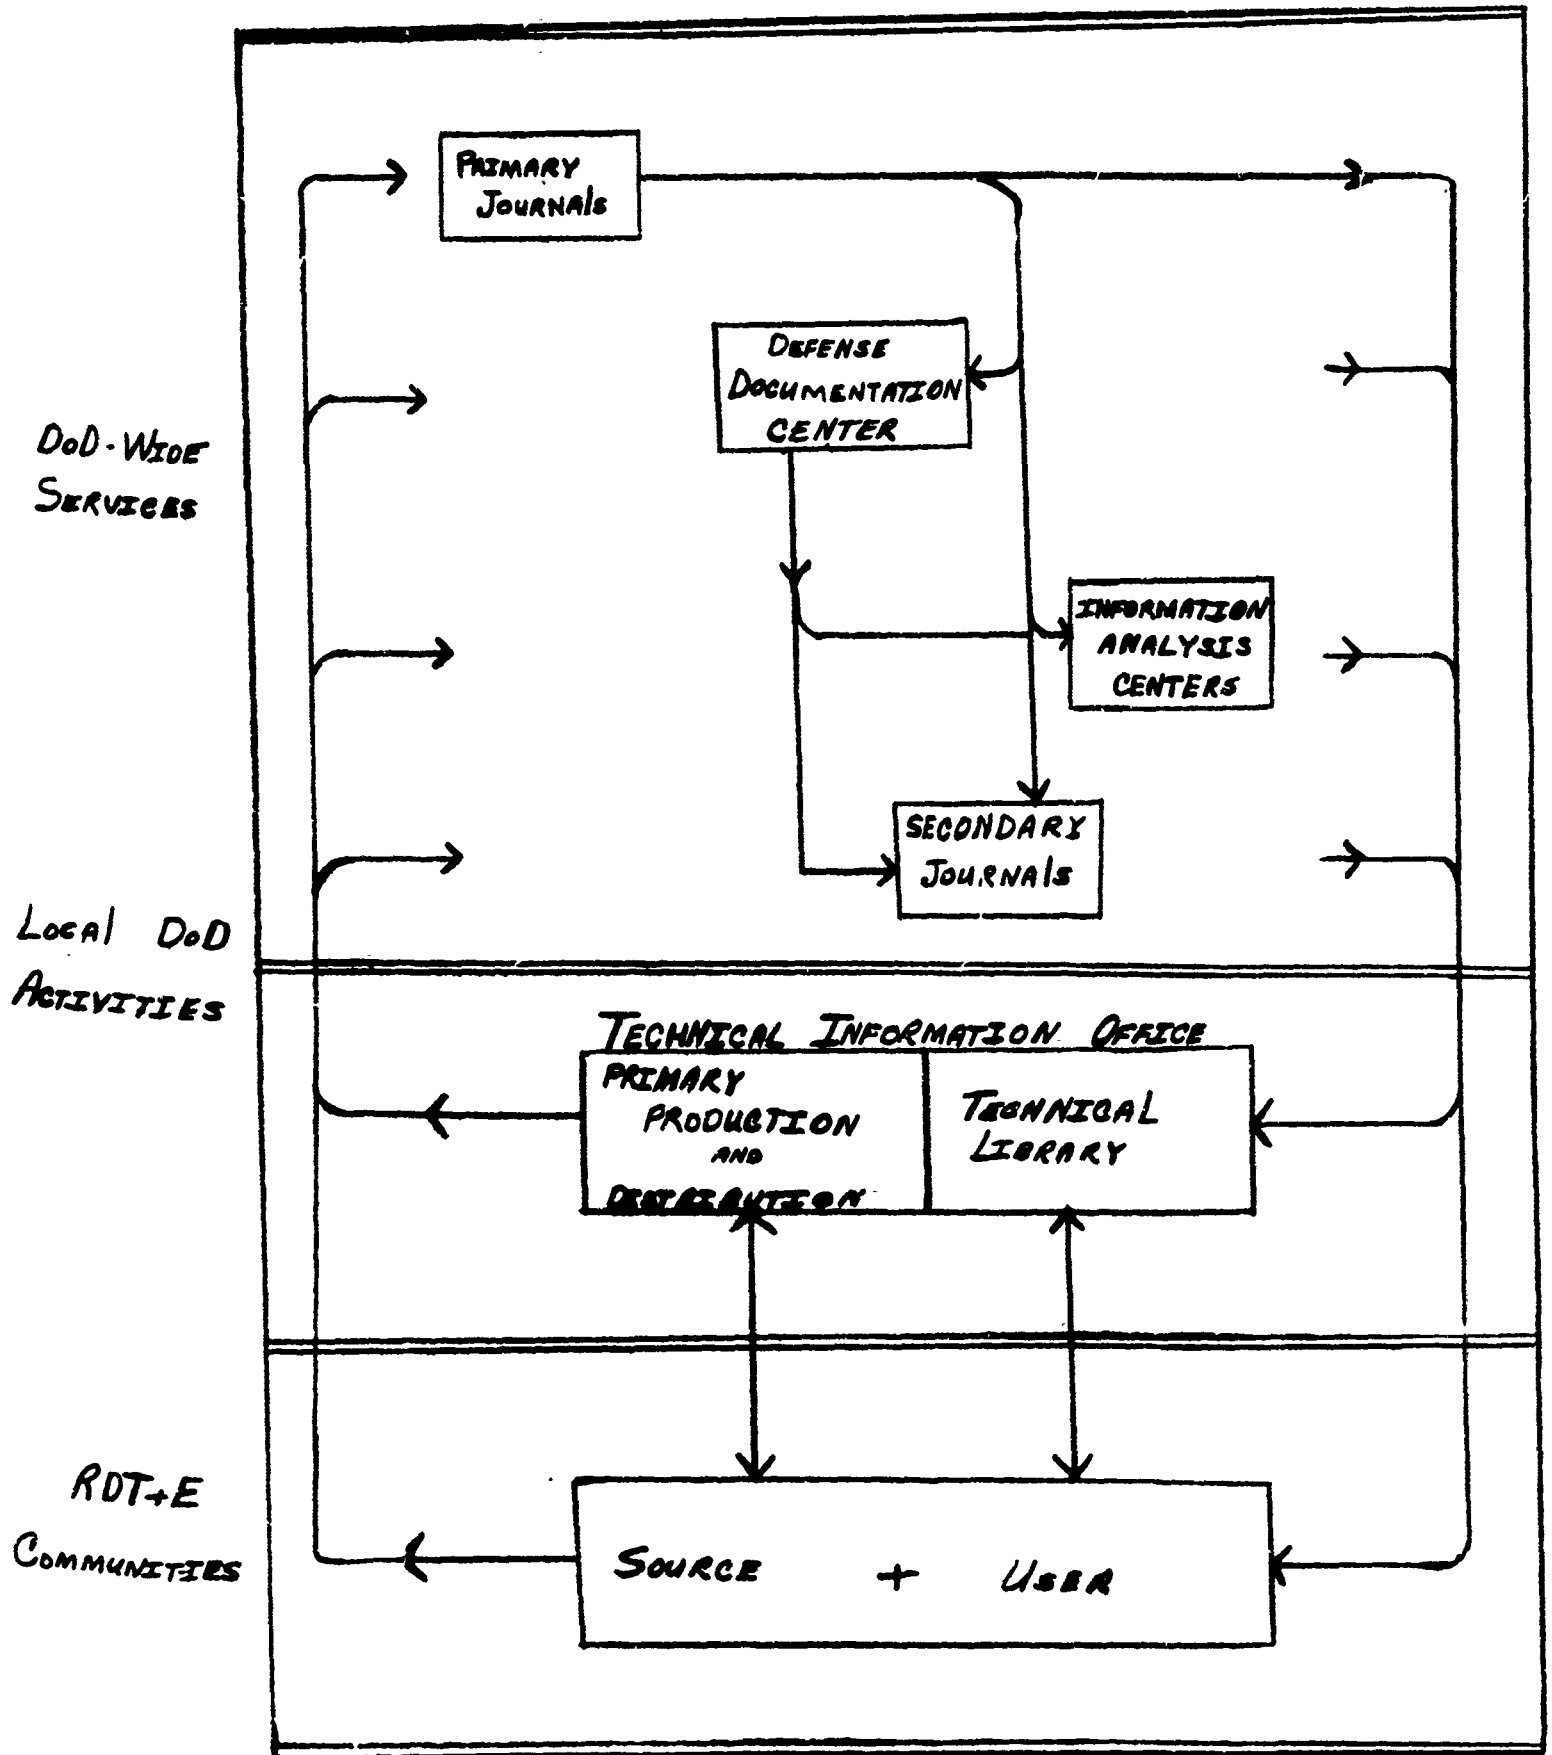 PRIMARY
JOURNALS
DEFENSE
DOCUMENTATION
CENTER
DoD-WIDE
SERVICES
INFORMATION
ANALYSIS
CENTERS
SECONDARY
JOURNALS
LOCAL DoD
ACTIVITIES
TECHNICAL INFORMATION OFFICE
PRIMARY
PRODUCTION
AND
DISTRIBUTION
TECHNICAL
LIBRARY
RDT+E
COMMUNITIES
SOURCE + USER